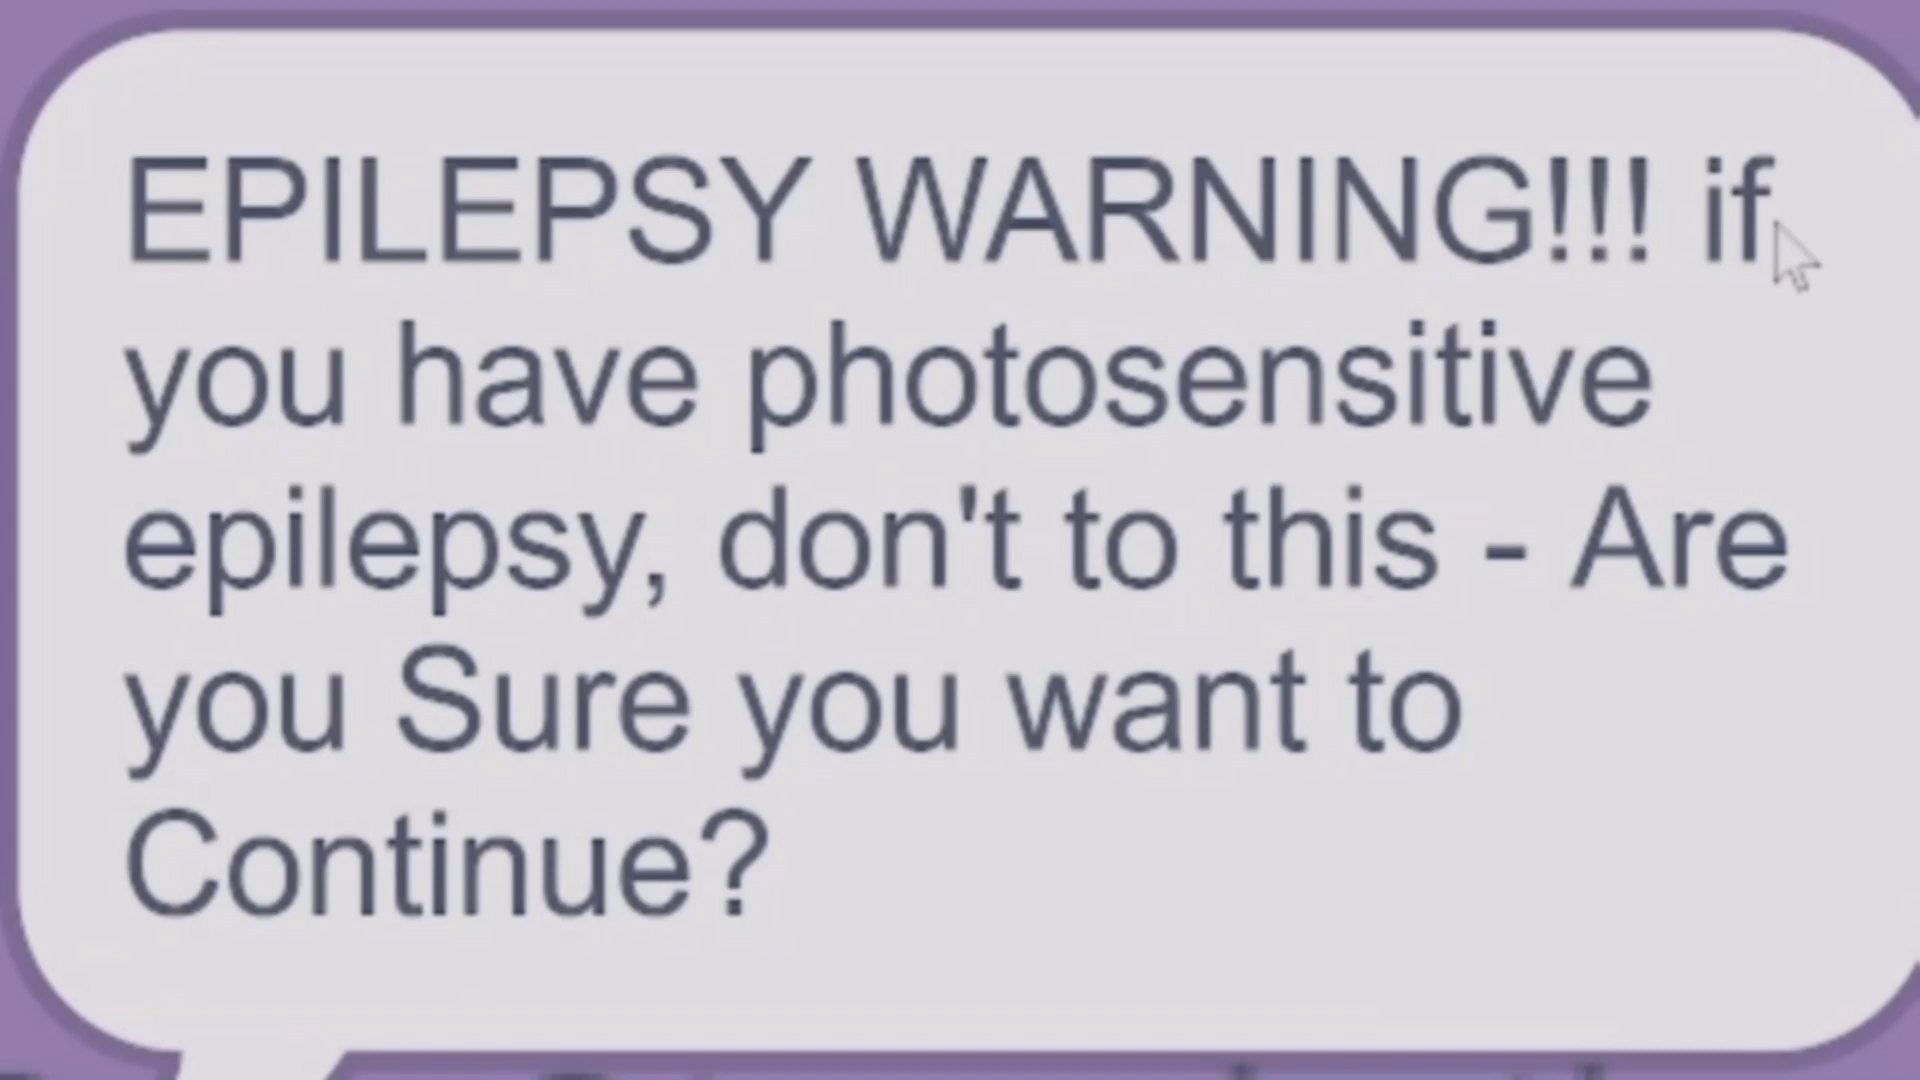 EPILEPSY WARNING!!! if
you have photosensitive
epilepsy, don't to this - Are
you Sure you want to
Continue?